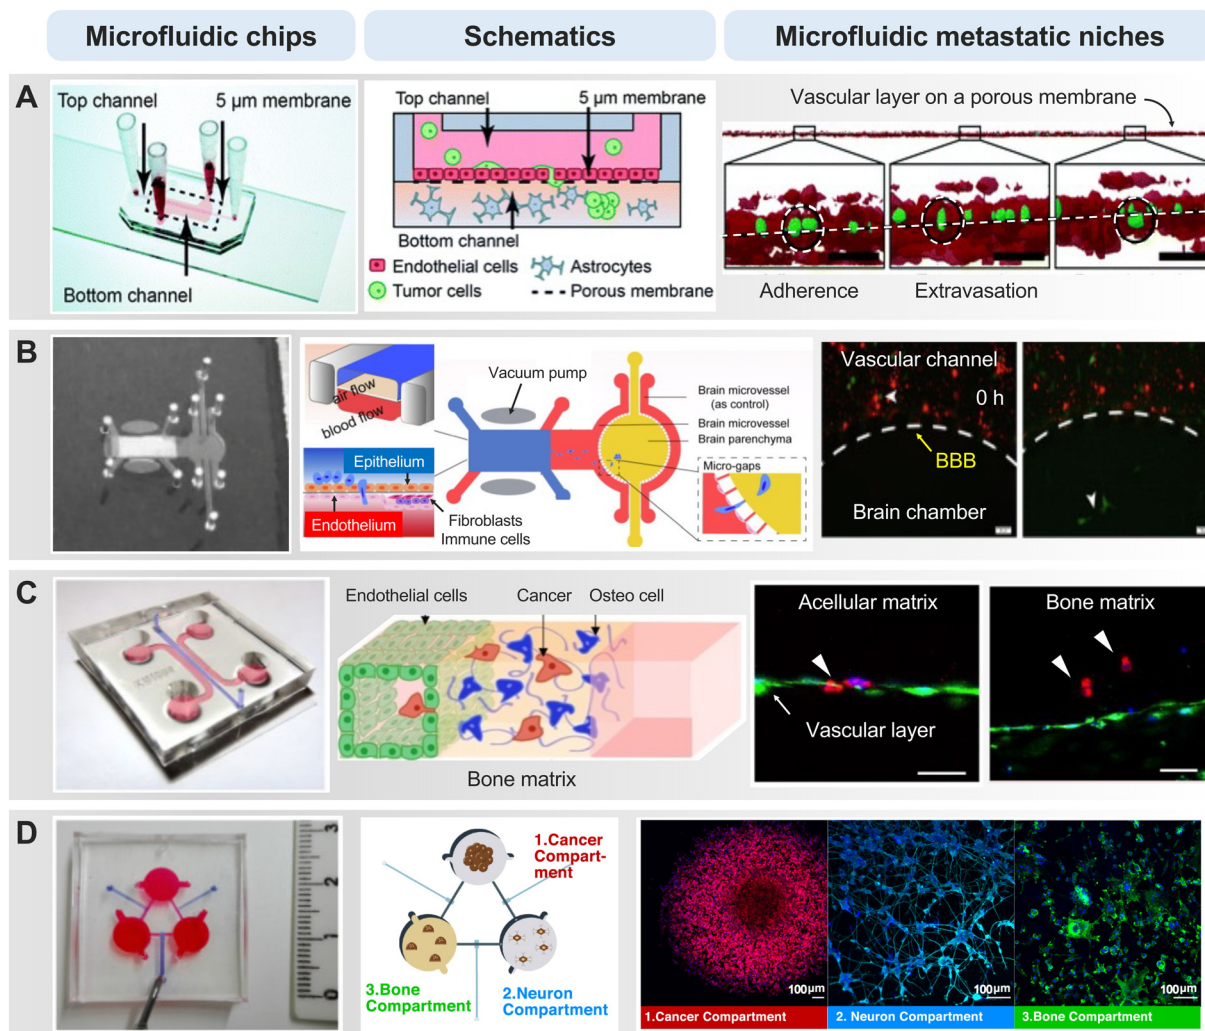 Microfluidic chips
Schematics
Microfluidic metastatic niches
A
Top channel
5 μm membrane
Bottom channel
Top channel
5 μm membrane
Bottom channel
Endothelial cells
Astrocytes
Tumor cells
Porous membrane
Vascular layer on a porous membrane
Adherence
Extravasation
B
air flow
blood flow
Vacuum pump
Epithelium
Endothelium
Fibroblasts
Immune cells
Brain microvessel
(as control)
Brain microvessel
Brain parenchyma
Micro-gaps
Vascular channel
0 h
BBB
Brain chamber
C
Endothelial cells
Cancer
Osteo cell
Bone matrix
Acellular matrix
Vascular layer
Bone matrix
D
3
2
1
0
1.Cancer
Compart-
ment
3.Bone
Compartment
2.Neuron
Compartment
100μm
100μm
100μm
1.Cancer Compartment
2. Neuron Compartment
3.Bone Compartment